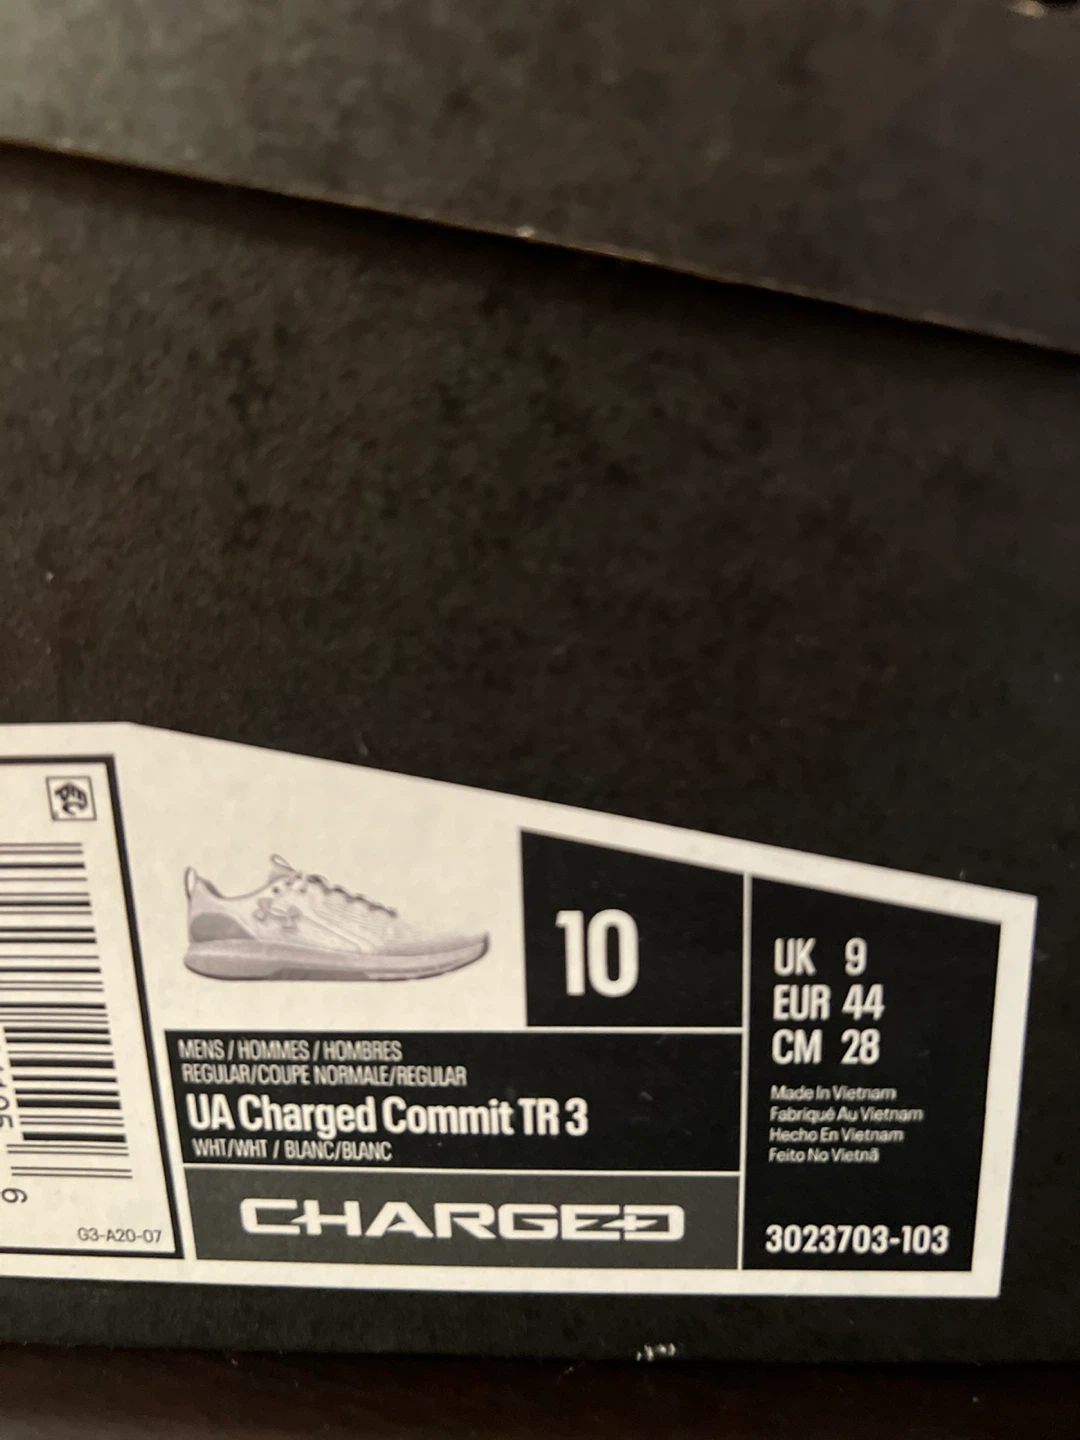 10
UK 9
EUR 44
CM 28
MENS / HOMMES / HOMBRES
REGULAR/COUPE NORMALE/REGULAR
UA Charged Commit TR 3
WHT/WHT / BLANC/BLANC
Made In Vietnam
Fabriqué Au Vietnam
Hecho En Vietnam
Feito No Vietnã
CHARGED
3023703-103
G3-A20-07
9